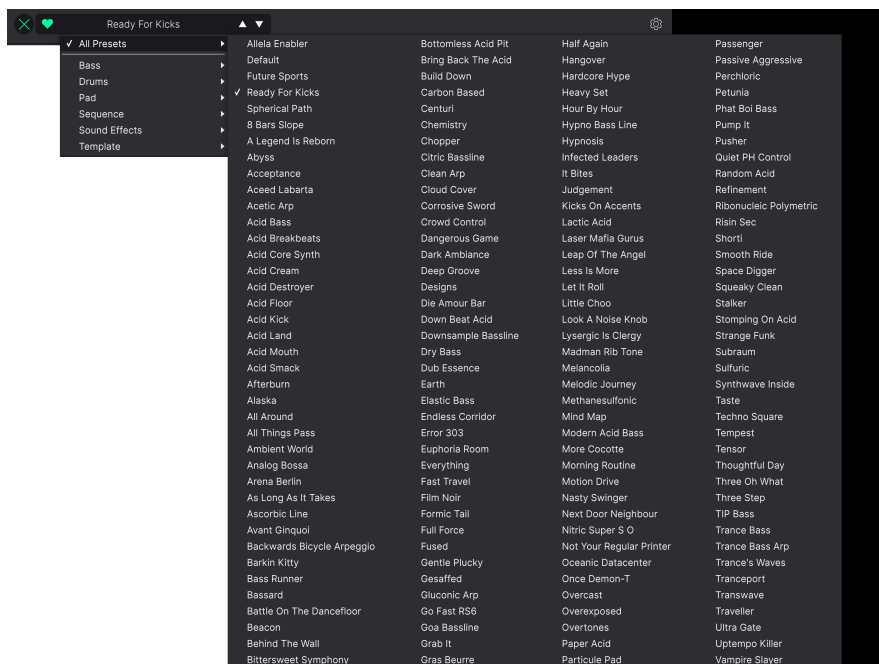 Ready For Kicks
All Presets
Bass
Drums
Pad
Sequence
Sound Effects
Template
Allela Enabler
Default
Future Sports
Ready For Kicks
Spherical Path
8 Bars Slope
A Legend Is Reborn
Abyss
Acceptance
Aceed Labarta
Acetic Arp
Acid Bass
Acid Breakbeats
Acid Core Synth
Acid Cream
Acid Destroyer
Acid Floor
Acid Kick
Acid Land
Acid Mouth
Acid Smack
Afterburn
Alaska
All Around
All Things Pass
Ambient World
Analog Bossa
Arena Berlin
As Long As It Takes
Ascorbic Line
Avant Ginquoi
Backwards Bicycle Arpeggio
Barkin Kitty
Bass Runner
Bassard
Battle On The Dancefloor
Beacon
Behind The Wall
Bittersweet Symphony
Bottomless Acid Pit
Bring Back The Acid
Build Down
Carbon Based
Centuri
Chemistry
Chopper
Citric Bassline
Clean Arp
Cloud Cover
Corrosive Sword
Crowd Control
Dangerous Game
Dark Ambiance
Deep Groove
Designs
Die Amour Bar
Down Beat Acid
Downsample Bassline
Dry Bass
Dub Essence
Earth
Elastic Bass
Endless Corridor
Error 303
Euphoria Room
Everything
Fast Travel
Film Noir
Formic Tail
Full Force
Fused
Gentle Plucky
Gesaffed
Gluconic Arp
Go Fast RS6
Goa Bassline
Grab It
Gras Beurre
Half Again
Hangover
Hardcore Hype
Heavy Set
Hour By Hour
Hypno Bass Line
Hypnosis
Infected Leaders
It Bites
Judgement
Kicks On Accents
Lactic Acid
Laser Mafia Gurus
Leap Of The Angel
Less Is More
Let It Roll
Little Choo
Look A Noise Knob
Lysergic Is Clergy
Madman Rib Tone
Melancolia
Melodic Journey
Methanesulfonic
Mind Map
Modern Acid Bass
More Cocotte
Morning Routine
Motion Drive
Nasty Swinger
Next Door Neighbour
Nitric Super S O
Not Your Regular Printer
Oceanic Datacenter
Once Demon-T
Overcast
Overexposed
Overtones
Paper Acid
Particule Pad
Passenger
Passive Aggressive
Perchloric
Petunia
Phat Boi Bass
Pump It
Pusher
Quiet PH Control
Random Acid
Refinement
Ribonucleic Polymetric
Risin Sec
Shorti
Smooth Ride
Space Digger
Squeaky Clean
Stalker
Stomping On Acid
Strange Funk
Subraum
Sulfuric
Synthwave Inside
Taste
Techno Square
Tempest
Tensor
Thoughtful Day
Three Oh What
Three Step
TIP Bass
Trance Bass
Trance Bass Arp
Trance's Waves
Tranceport
Transwave
Traveller
Ultra Gate
Uptempo Killer
Vampire Slayer